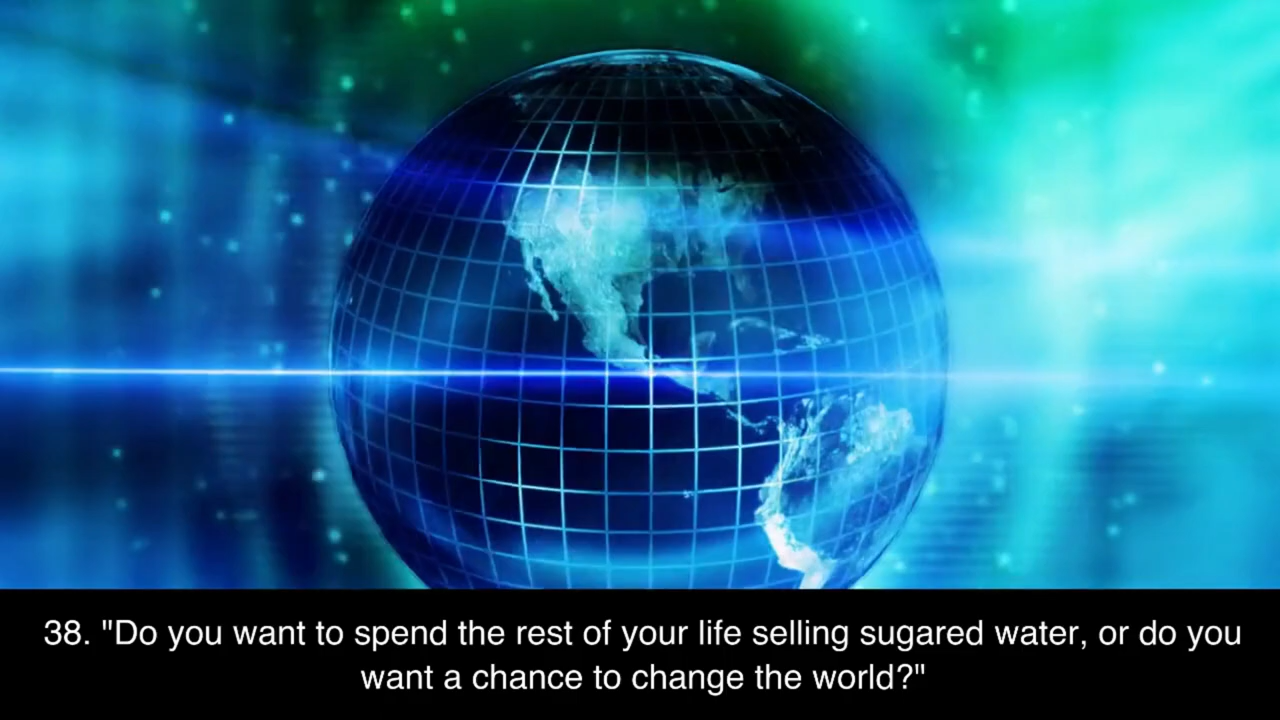 38. "Do you want to spend the rest of your life selling sugared water, or do you
want a chance to change the world?"